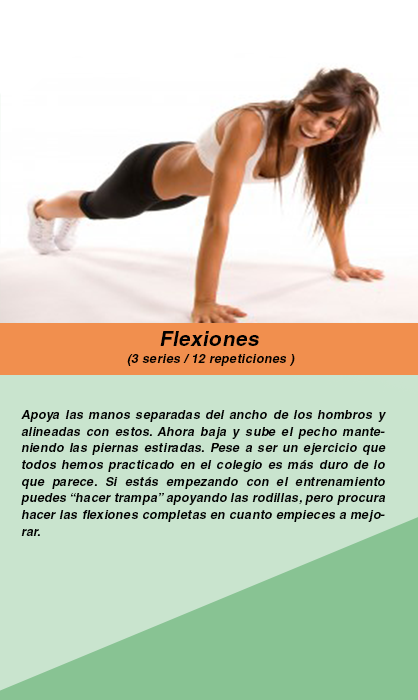 Flexiones
(3 series / 12 repeticiones )
Apoya las manos separadas del ancho de los hombros y
alineadas con estos. Ahora baja y sube el pecho mante-
niendo las piernas estiradas. Pese a ser un ejercicio que
todos hemos practicado en el colegio es más duro de lo
que parece. Si estás empezando con el entrenamiento
puedes “hacer trampa” apoyando las rodillas, pero procura
hacer las flexiones completas en cuanto empieces a mejo-
rar.